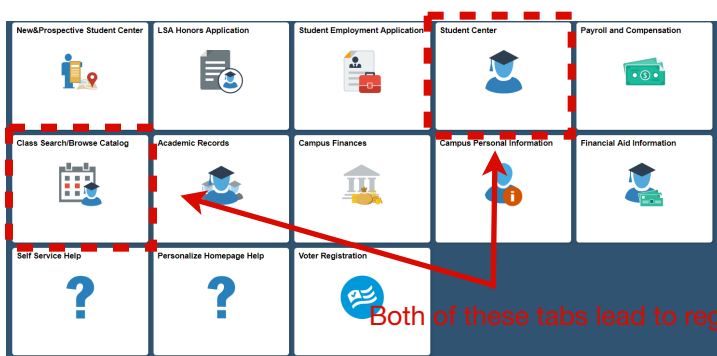 New&Prospective Student Center
LSA Honors Application
Student Employment Application
Student Center
Payroll and Compensation
Class Search/Browse Catalog
Academic Records
Campus Finances
Campus Personal Information
Financial Aid Information
Self Service Help
Personalize Homepage Help
Voter Registration
Both of these tabs lead to reg